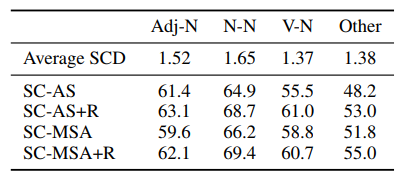 Adj-N N-N V-N Other
Average SCD 1.52 1.65 1.37 1.38
SC-AS 61.4 64.9 55.5 48.2
SC-AS+R 63.1 68.7 61.0 53.0
SC-MSA 59.6 66.2 58.8 51.8
SC-MSA+R 62.1 69.4 60.7 55.0